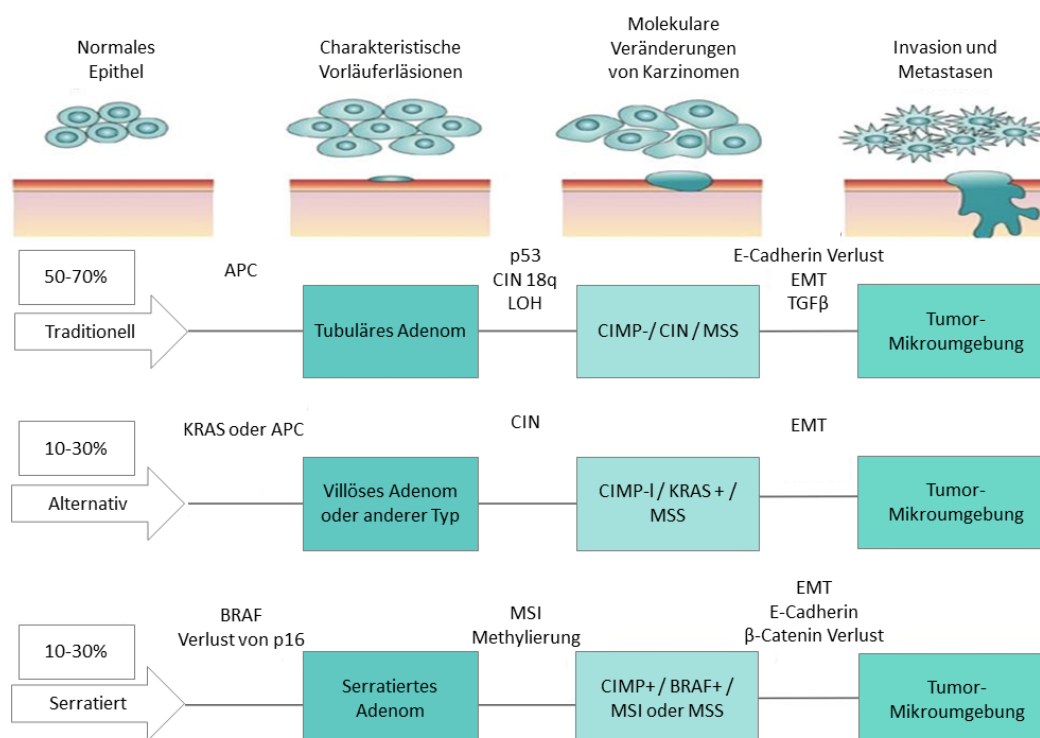 Normales
Epithel
Charakteristische
Vorläuferläsionen
Molekulare
Veränderungen
von Karzinomen
Invasion und
Metastasen
50-70%
Traditionell
APC
Tubuläres Adenom
p53
CIN 18q
LOH
CIMP-/ CIN / MSS
E-Cadherin Verlust
EMT
TGFβ
Tumor-
Mikroumgebung
10-30%
Alternativ
KRAS oder APC
Villöses Adenom
oder anderer Typ
CIN
CIMP-l / KRAS + /
MSS
EMT
Tumor-
Mikroumgebung
10-30%
Serratiert
BRAF
Verlust von p16
Serratiertes
Adenom
MSI
Methylierung
CIMP+ / BRAF+ /
MSI oder MSS
EMT
E-Cadherin
β-Catenin Verlust
Tumor-
Mikroumgebung